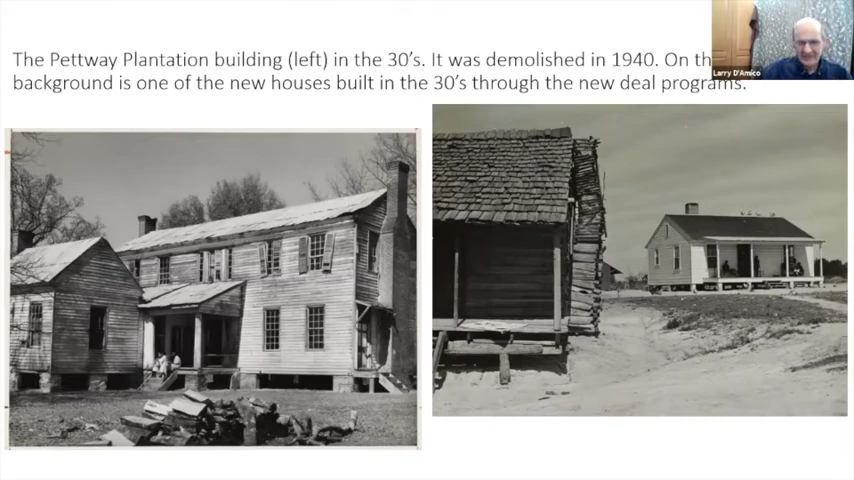 The Pettway Plantation building (left) in the 30's. It was demolished in 1940. On th
background is one of the new houses built in the 30's through the new deal programs.
Larry D'Amico